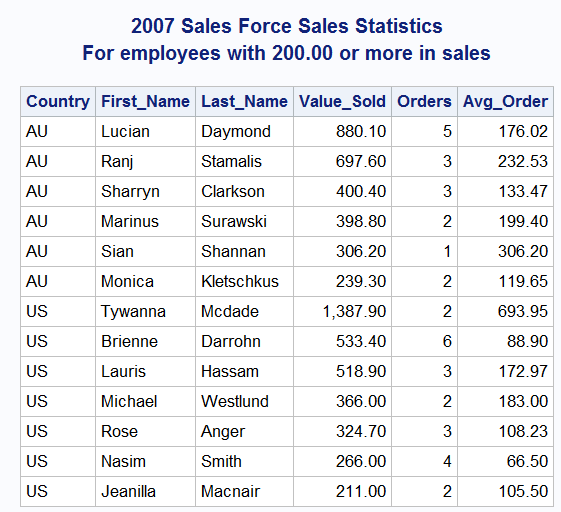 2007 Sales Force Sales Statistics
For employees with 200.00 or more in sales
Country First_Name Last_Name Value_Sold Orders Avg_Order
AU Lucian Daymond 880.10 5 176.02
AU Ranj Stamalis 697.60 3 232.53
AU Sharryn Clarkson 400.40 3 133.47
AU Marinus Surawski 398.80 2 199.40
AU Sian Shannan 306.20 1 306.20
AU Monica Kletschkus 239.30 2 119.65
US Tywanna Mcdade 1,387.90 2 693.95
US Brienne Darrohn 533.40 6 88.90
US Lauris Hassam 518.90 3 172.97
US Michael Westlund 366.00 2 183.00
US Rose Anger 324.70 3 108.23
US Nasim Smith 266.00 4 66.50
US Jeanilla Macnair 211.00 2 105.50